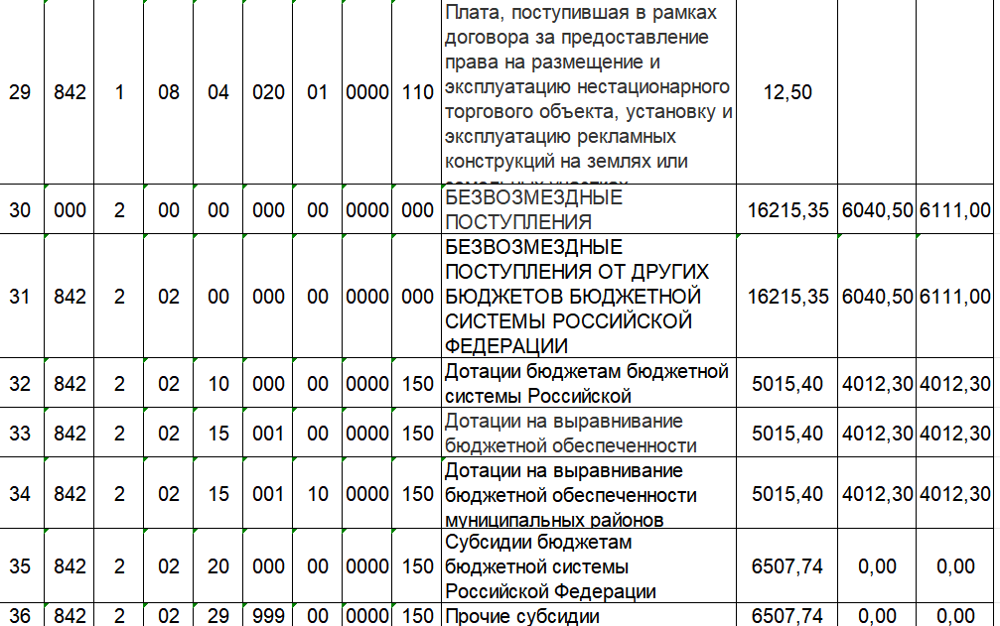 Плата, поступившая в рамках
договора за предоставление
права на размещение и
29 842 1 08 04 020 01 0000 110 эксплуатацию нестационарного 12,50
торгового объекта, установку и
эксплуатацию рекламных
конструкций на землях или
30 000 2 00 00 000 00 0000 000 БЕЗВОЗМЕЗДНЫЕ 16215,35 6040,50 6111,00
ПОСТУПЛЕНИЯ
БЕЗВОЗМЕЗДНЫЕ
ПОСТУПЛЕНИЯ ОТ ДРУГИХ
31 842 2 02 00 000 00 0000 000 БЮДЖЕТОВ БЮДЖЕТНОЙ 16215,35 6040,50 6111,00
СИСТЕМЫ РОССИЙСКОЙ
ФЕДЕРАЦИИ
32 842 2 02 10 000 00 0000 150 Дотации бюджетам бюджетной 5015,40 4012,30 4012,30
системы Российской
33 842 2 02 15 001 00 0000 150 Дотации на выравнивание 5015,40 4012,30 4012,30
бюджетной обеспеченности
Дотации на выравнивание
34 842 2 02 15 001 10 0000 150 бюджетной обеспеченности 5015,40 4012,30 4012,30
муниципальных районов
Субсидии бюджетам
35 842 2 02 20 000 00 0000 150 бюджетной системы 6507,74 0,00 0,00
Российской Федерации
36 842 2 02 29 999 00 0000 150 Прочие субсидии 6507,74 0,00 0,00